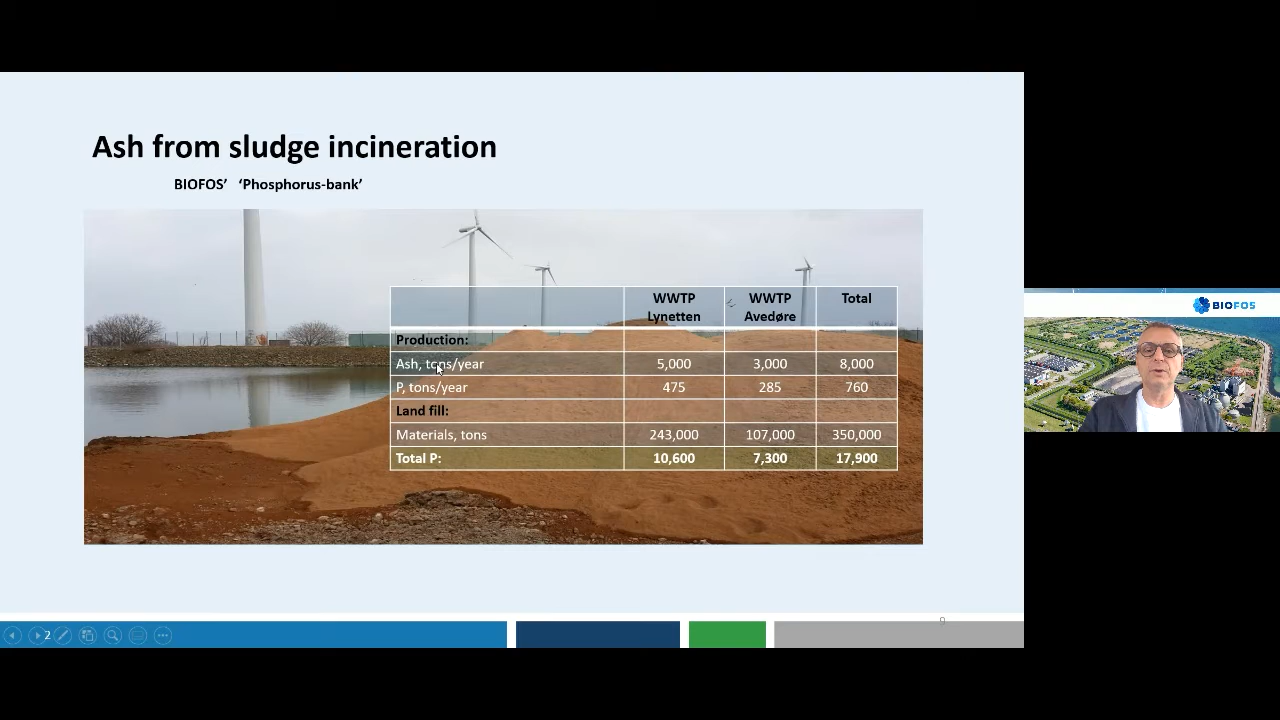 Ash from sludge incineration
BIOFOS’ ‘Phosphorus-bank’
WWTP Lynetten WWTP Avedøre Total
Production:
Ash, tons/year 5,000 3,000 8,000
P, tons/year 475 285 760
Land fill:
Materials, tons 243,000 107,000 350,000
Total P: 10,600 7,300 17,900
9
2
BIOFOS